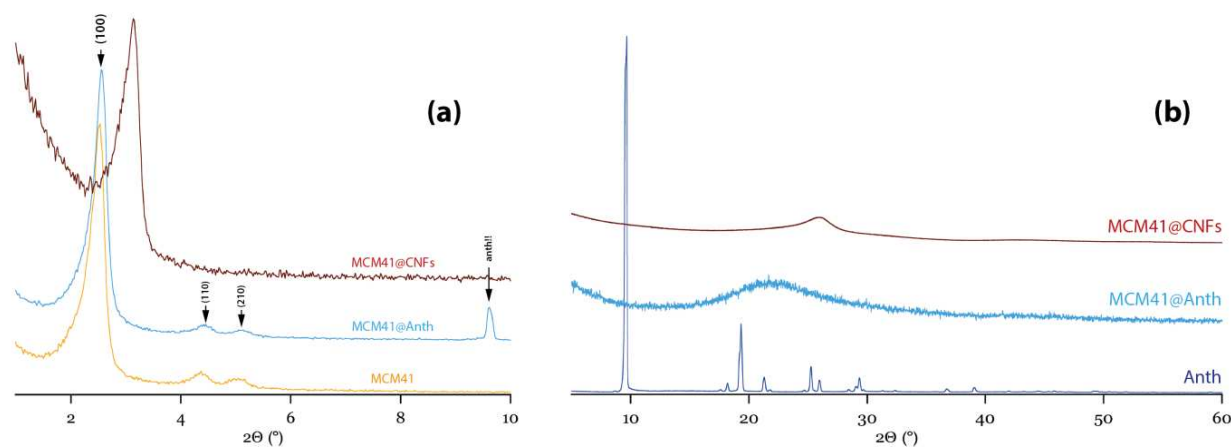 (100)
(a)
MCM41@CNFs
anth!!
(110)
(210)
MCM41@Anth
MCM41
2 4 6 8 10
2Θ (°)
(b)
MCM41@CNFs
MCM41@Anth
Anth
10 20 30 40 50 60
2Θ (°)